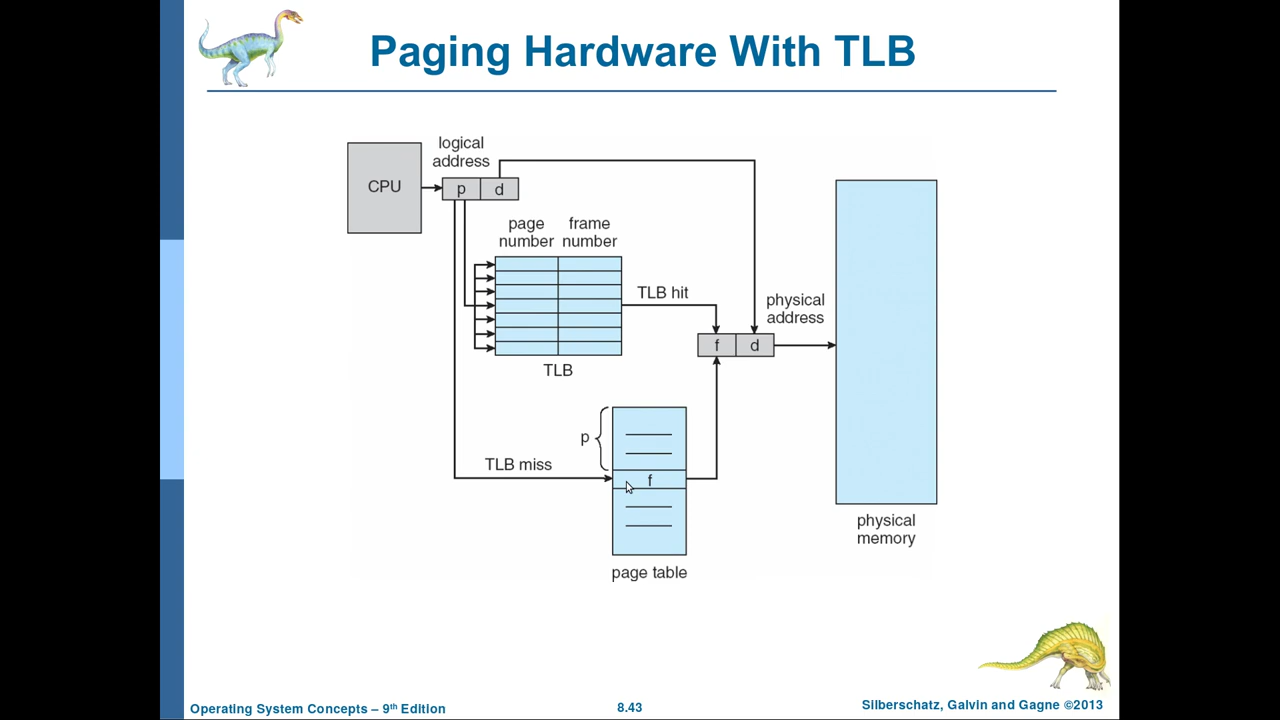 Paging Hardware With TLB
logical
address
CPU
p
d
page
number
frame
number
TLB hit
physical
address
f
d
TLB
p
TLB miss
f
physical
memory
page table
Operating System Concepts – 9th Edition
8.43
Silberschatz, Galvin and Gagne ©2013